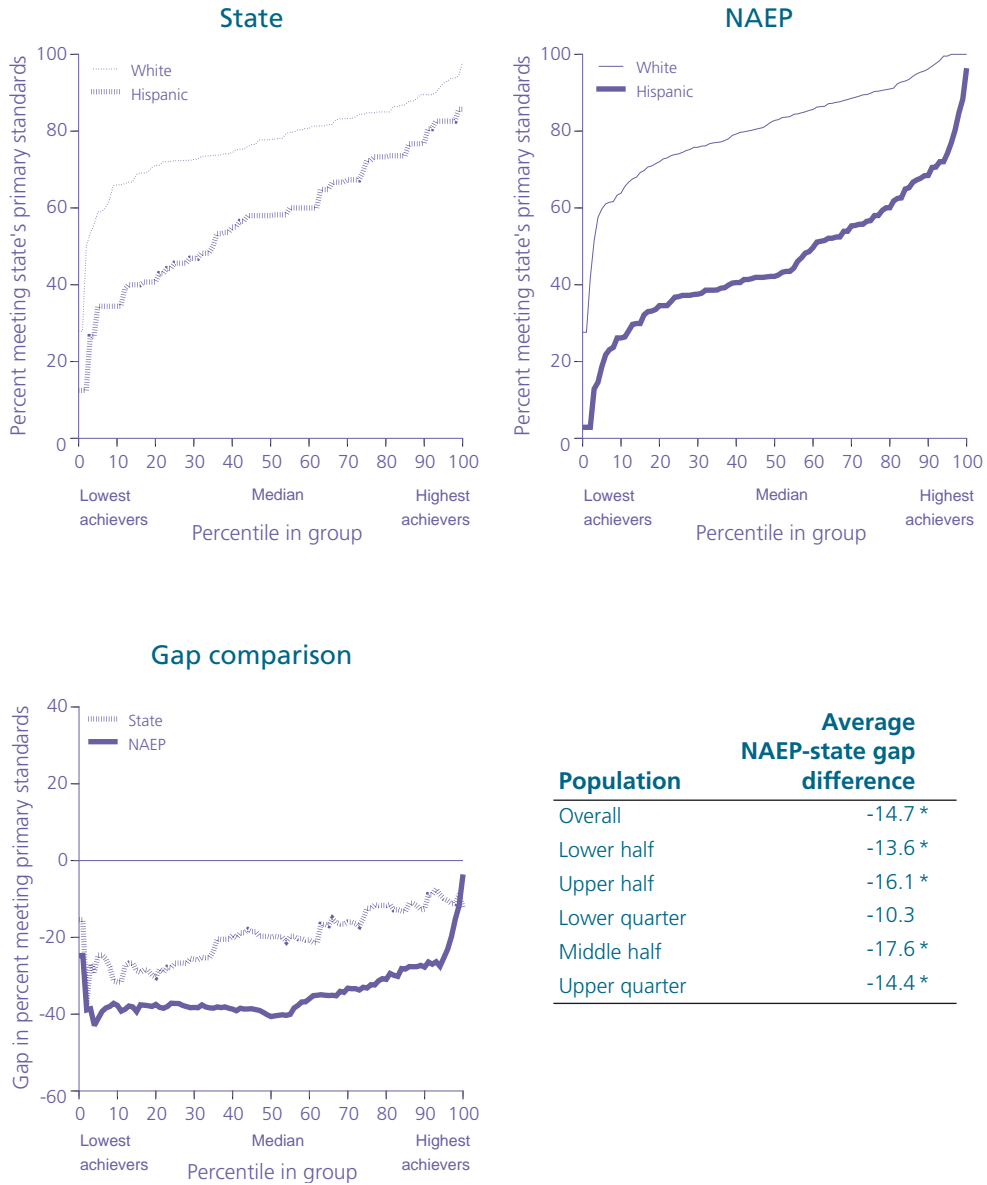 State
Percent meeting state's primary standards
100
80
60
40
20
0
White
Hispanic
0 10 20 30 40 50 60 70 80 90 100
Lowest achievers
Median
Highest achievers
Percentile in group
NAEP
Percent meeting state's primary standards
100
80
60
40
20
0
White
Hispanic
0 10 20 30 40 50 60 70 80 90 100
Lowest achievers
Median
Highest achievers
Percentile in group
Gap comparison
Gap in percent meeting primary standards
40
20
0
-20
-40
-60
State
NAEP
0 10 20 30 40 50 60 70 80 90 100
Lowest achievers
Median
Highest achievers
Percentile in group
Population Average NAEP-state gap difference
Overall -14.7 *
Lower half -13.6 *
Upper half -16.1 *
Lower quarter -10.3
Middle half -17.6 *
Upper quarter -14.4 *